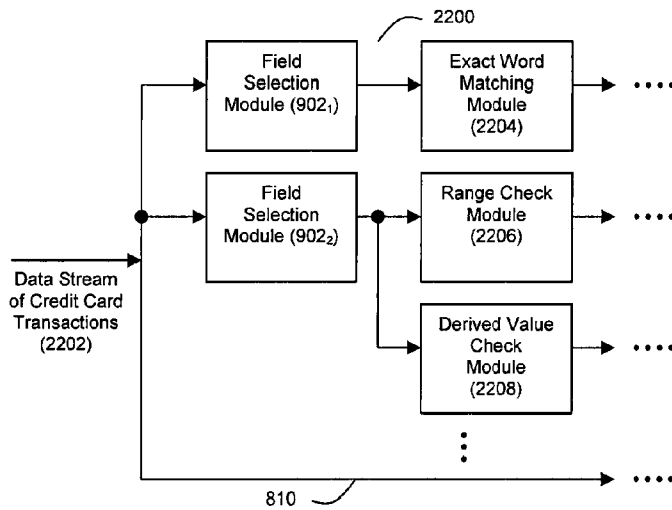 2200
Field
Selection
Module (902₁)
Exact Word
Matching
Module
(2204)
Field
Selection
Module (902₂)
Range Check
Module
(2206)
Data Stream
of Credit Card
Transactions
(2202)
Derived Value
Check
Module
(2208)
810